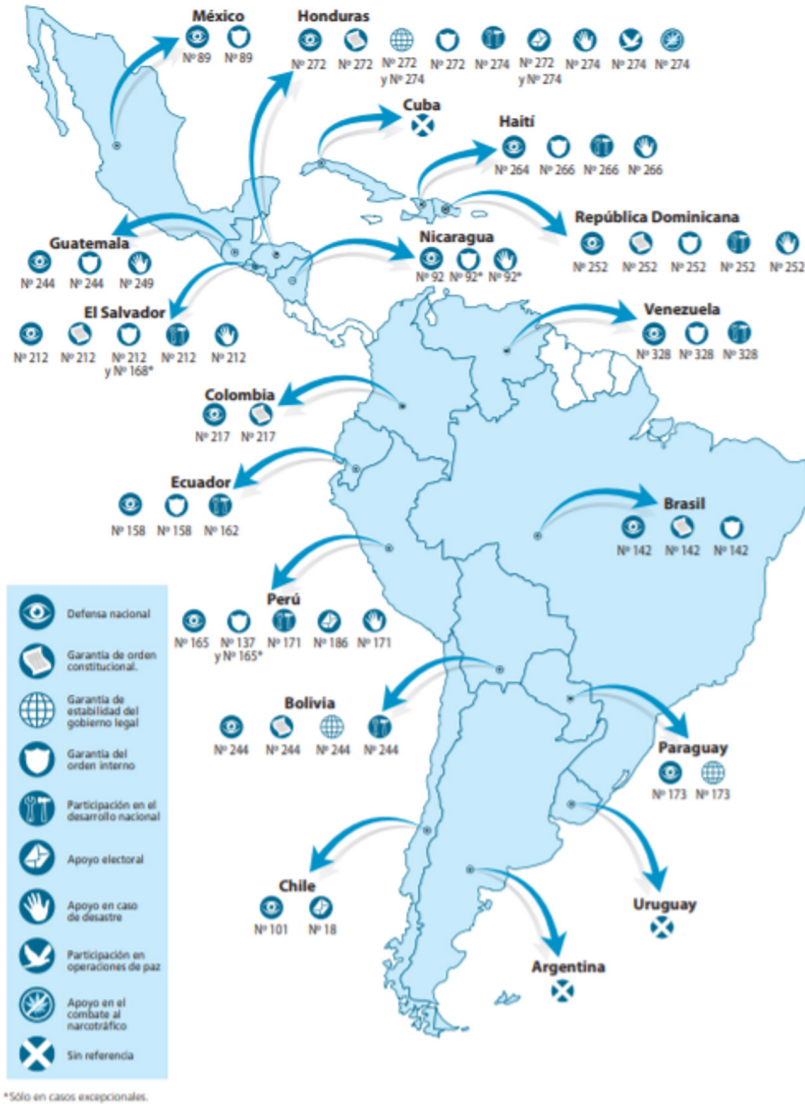 México
Nº 89 Nº 89
Honduras
Nº 272 Nº 272 Nº 272 Nº 272 Nº 274 Nº 272 Nº 274 Nº 274 Nº 274
y Nº 274 y Nº 274
Cuba
Haití
Nº 264 Nº 266 Nº 266 Nº 266
República Dominicana
Nº 252 Nº 252 Nº 252 Nº 252 Nº 252
Guatemala
Nº 244 Nº 244 Nº 249
Nicaragua
Nº 92 Nº 92* Nº 92*
El Salvador
Nº 212 Nº 212 Nº 212 Nº 212 Nº 212
y Nº 168*
Venezuela
Nº 328 Nº 328 Nº 328
Colombia
Nº 217 Nº 217
Ecuador
Nº 158 Nº 158 Nº 162
Brasil
Nº 142 Nº 142 Nº 142
Perú
Nº 165 Nº 137 Nº 171 Nº 186 Nº 171
y Nº 165*
Bolivia
Nº 244 Nº 244 Nº 244 Nº 244
Paraguay
Nº 173 Nº 173
Chile
Nº 101 Nº 18
Uruguay
Argentina
Defensa nacional
Garantía de orden
constitucional.
Garantía de
estabilidad del
gobierno legal
Garantía del
orden interno
Participación en el
desarrollo nacional
Apoyo electoral
Apoyo en caso
de desastre
Participación en
operaciones de paz
Apoyo en el
combate al
narcotráfico
Sin referencia
*Sólo en casos excepcionales.